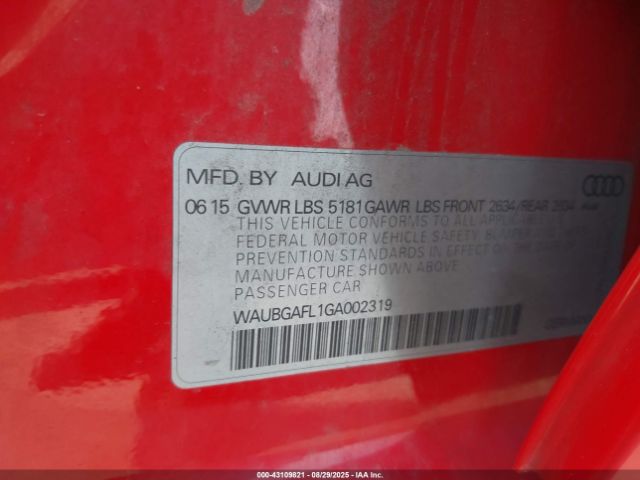 MFD. BY AUDI AG
06 15 GVWR LBS 5181 GAWR LBS FRONT 2634/REAR
THIS VEHICLE CONFORMS TO ALL APPLICABLE
FEDERAL MOTOR VEHICLE SAFETY, BUMPER, AND THEFT
PREVENTION STANDARDS IN EFFECT ON THE DATE OF
MANUFACTURE SHOWN ABOVE.
PASSENGER CAR
WAUBGAFL1GA002319
000-43109821 - 08/29/2025 - IAA Inc.